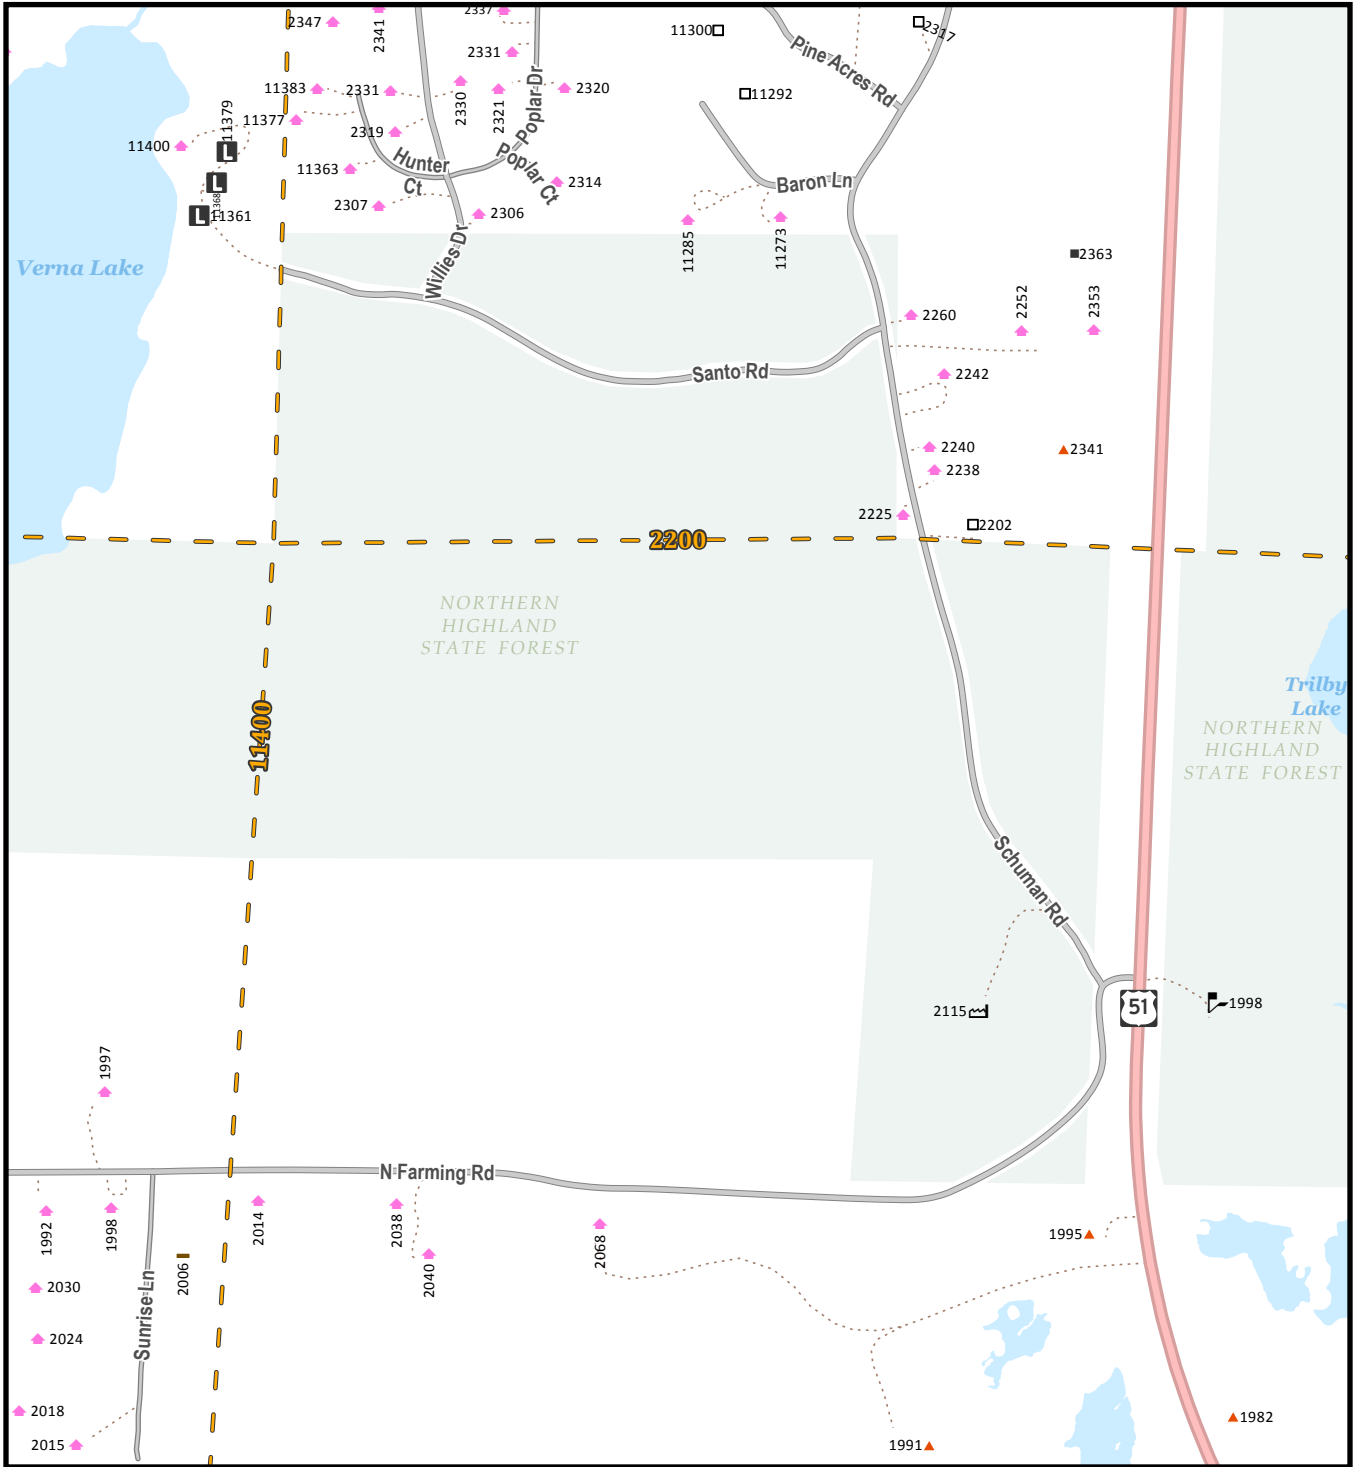 2347
2341
2337
11300
2317
Pine Acres Rd
2331
11383
2331
2330
2321
Poplar Dr
2320
11292
11379
11377
2319
11400
Hunter
Ct
Poplar Ct
11363
2314
Baron Ln
11368
2307
2306
11361
11285
11273
Willies Dr
2363
Verna Lake
2252
2353
2260
Santo Rd
2242
2240
2341
2238
2225
2202
2200
NORTHERN
HIGHLAND
STATE FOREST
Trilby
Lake
11400
NORTHERN
HIGHLAND
STATE FOREST
Schuman Rd
2115
51
1998
1997
N Farming Rd
1992
1998
2014
2038
2068
1995
2006
2040
2030
Sunrise Ln
2024
2018
1982
2015
1991